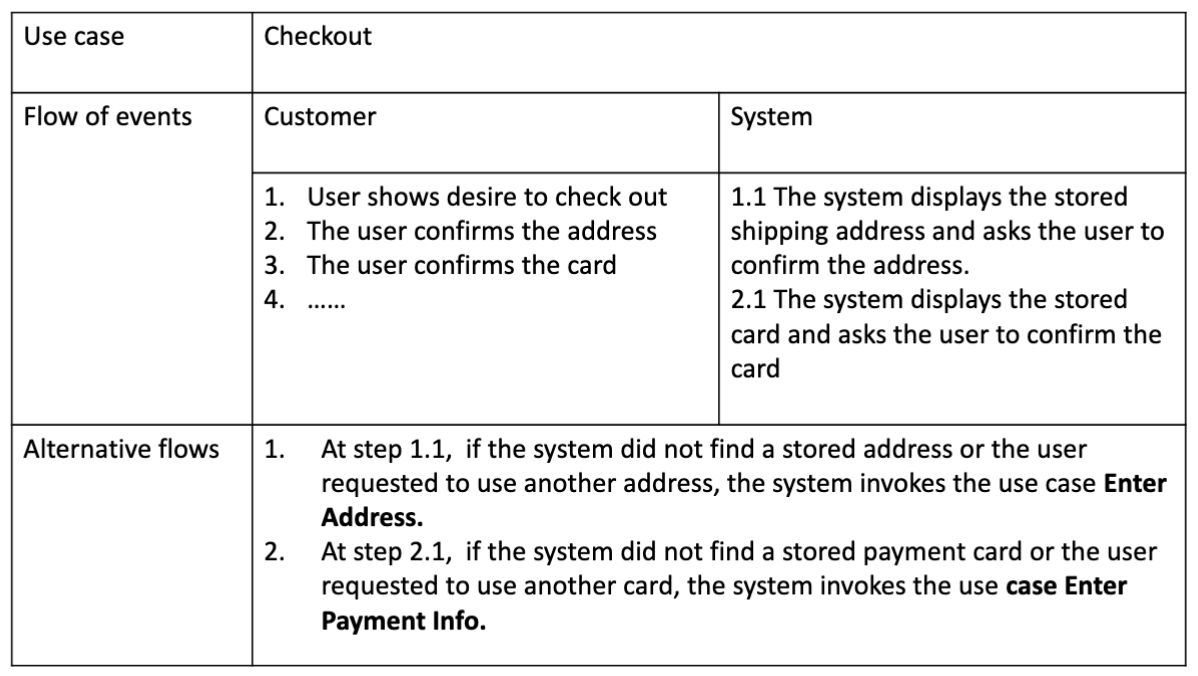 Use case
Checkout
Flow of events
Customer
System
1. User shows desire to check out
2. The user confirms the address
3. The user confirms the card
4. ......
1.1 The system displays the stored
shipping address and asks the user to
confirm the address.
2.1 The system displays the stored
card and asks the user to confirm the
card
Alternative flows
1. At step 1.1, if the system did not find a stored address or the user
requested to use another address, the system invokes the use case Enter
Address.
2. At step 2.1, if the system did not find a stored payment card or the user
requested to use another card, the system invokes the use case Enter
Payment Info.